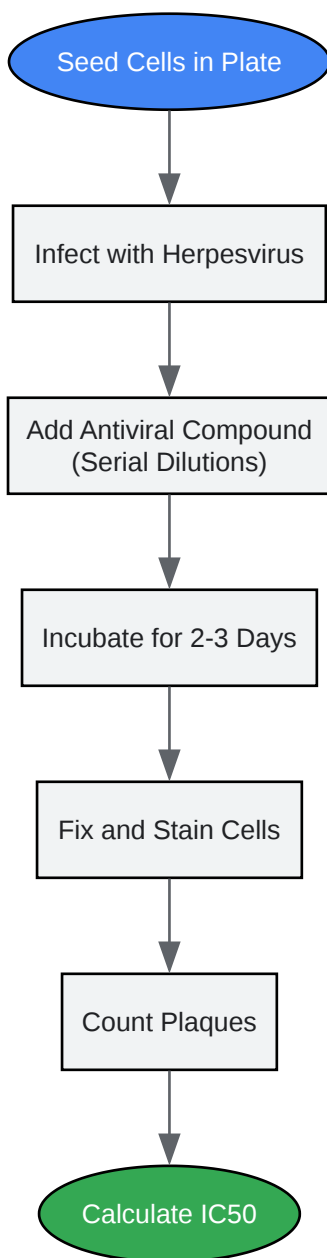 Seed Cells in Plate
Infect with Herpesvirus
Add Antiviral Compound
(Serial Dilutions)
Incubate for 2-3 Days
Fix and Stain Cells
Count Plaques
Calculate IC50